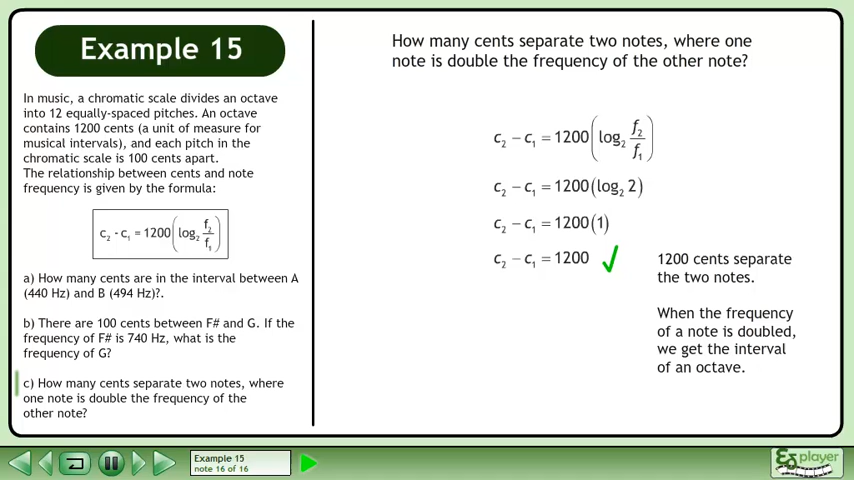 Example 15
In music, a chromatic scale divides an octave
into 12 equally-spaced pitches. An octave
contains 1200 cents (a unit of measure for
musical intervals), and each pitch in the
chromatic scale is 100 cents apart.
The relationship between cents and note
frequency is given by the formula:
c₂ - c₁ = 1200(log₂ f₂/f₁)
a) How many cents are in the interval between A
(440 Hz) and B (494 Hz)?.
b) There are 100 cents between F# and G. If the
frequency of F# is 740 Hz, what is the
frequency of G?
c) How many cents separate two notes, where
one note is double the frequency of the
other note?
How many cents separate two notes, where one
note is double the frequency of the other note?
c₂ − c₁ = 1200(log₂ f₂/f₁)
c₂ − c₁ = 1200(log₂ 2)
c₂ − c₁ = 1200(1)
c₂ − c₁ = 1200 ✓
1200 cents separate
the two notes.
When the frequency
of a note is doubled,
we get the interval
of an octave.
Example 15
note 16 of 16
player